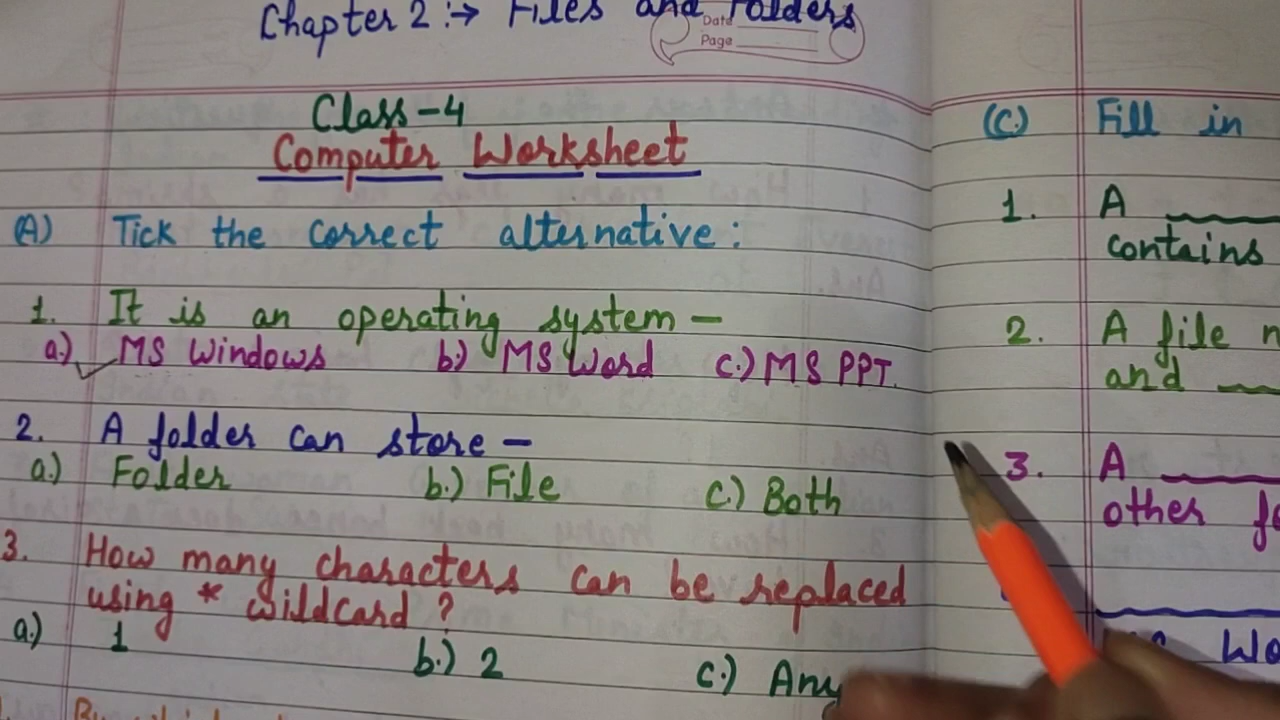 Chapter 2 :→ Files and Folders
Date
Page
Class-4
Computer Worksheet
(A) Tick the correct alternative :
1. It is an operating system –
a.) MS Windows b.) MS Word c.) MS PPT.
2. A folder can store –
a.) Folder b.) File c.) Both
3. How many characters can be replaced
using * wildcard ?
a.) 1 b.) 2 c.) Any
(C) Fill in
1. A
contains
2. A file
and
3. A
other